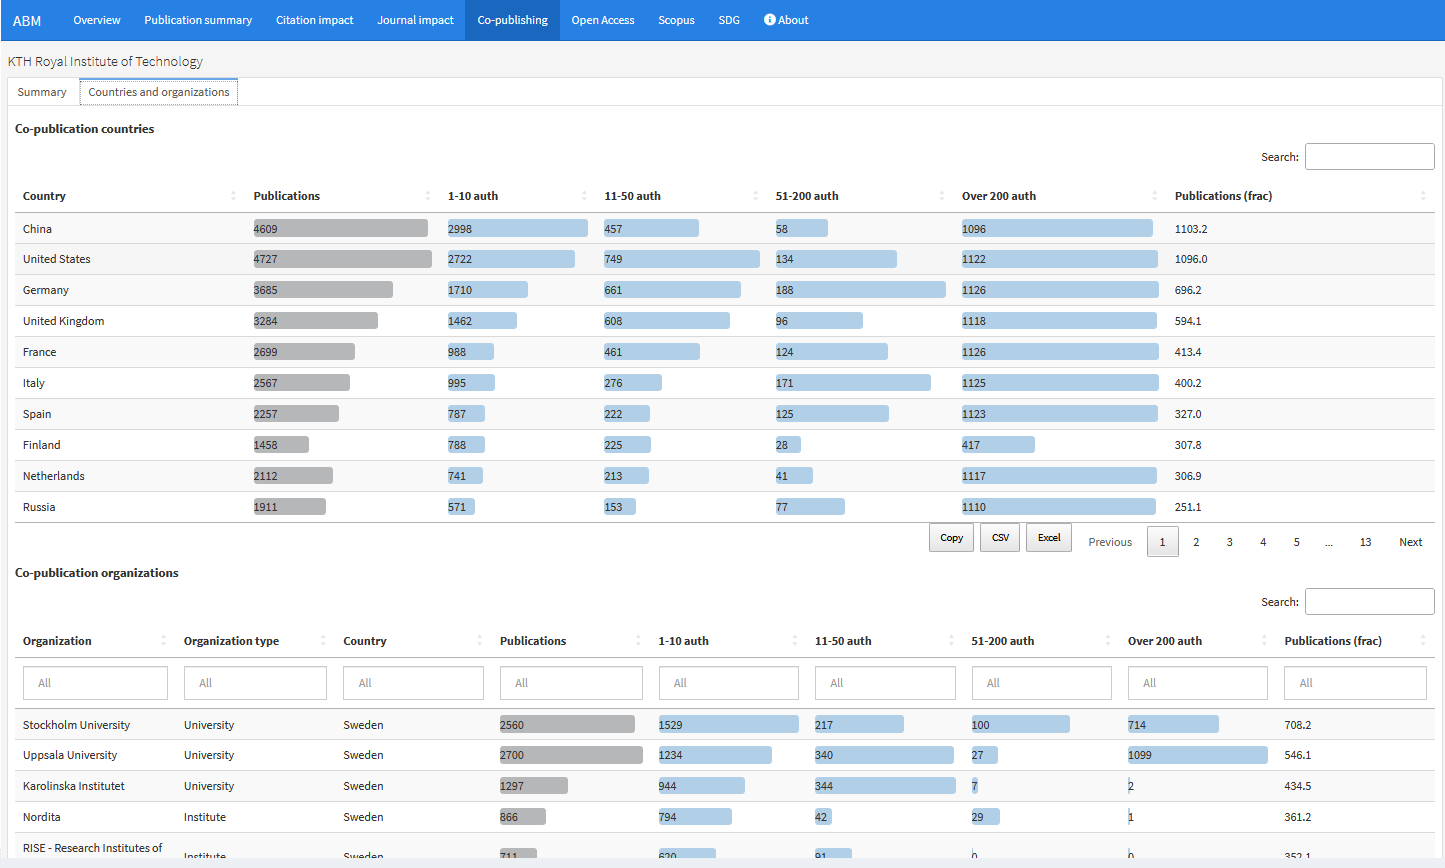 ABM Overview Publication summary Citation impact Journal impact Co-publishing Open Access Scopus SDG About
KTH Royal Institute of Technology
Summary Countries and organizations
Co-publication countries
Search:
Country Publications 1-10 auth 11-50 auth 51-200 auth Over 200 auth Publications (frac)
China 4609 2998 457 58 1096 1103.2
United States 4727 2722 749 134 1122 1096.0
Germany 3685 1710 661 188 1126 696.2
United Kingdom 3284 1462 608 96 1118 594.1
France 2699 988 461 124 1126 413.4
Italy 2567 995 276 171 1125 400.2
Spain 2257 787 222 125 1123 327.0
Finland 1458 788 225 28 417 307.8
Netherlands 2112 741 213 41 1117 306.9
Russia 1911 571 153 77 1110 251.1
Copy CSV Excel Previous 1 2 3 4 5 ... 13 Next
Co-publication organizations
Search:
Organization Organization type Country Publications 1-10 auth 11-50 auth 51-200 auth Over 200 auth Publications (frac)
All All All All All All All All All
Stockholm University University Sweden 2560 1529 217 100 714 708.2
Uppsala University University Sweden 2700 1234 340 27 1099 546.1
Karolinska Institutet University Sweden 1297 944 344 7 2 434.5
Nordita Institute Sweden 866 794 42 29 1 361.2
RISE - Research Institutes of
Institute Sweden 711 620 91 0 0 352.1